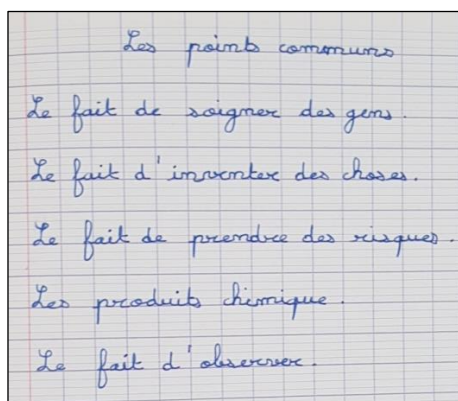 Les points communs
Le fait de soigner des gens.
Le fait d'inventer des choses.
Le fait de prendre des risques.
Les produits chimique.
Le fait d'observer.